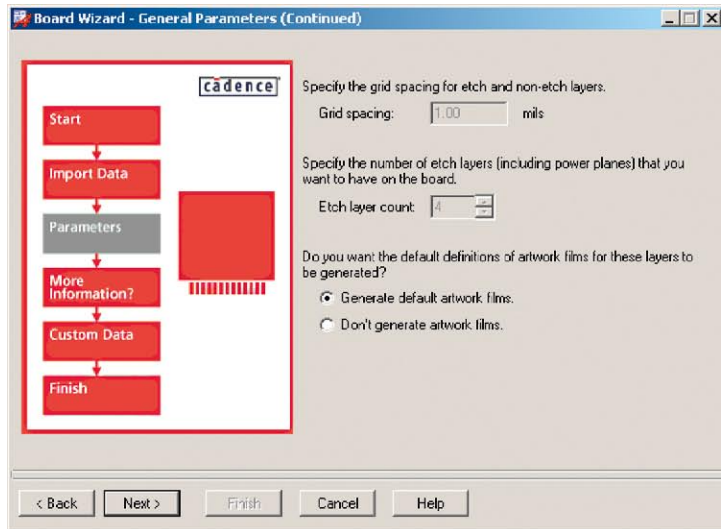 Board Wizard - General Parameters (Continued)
cadence
Start
Import Data
Parameters
More
Information?
Custom Data
Finish
Specify the grid spacing for etch and non-etch layers.
Grid spacing: 1.00 mils
Specify the number of etch layers (including power planes) that you
want to have on the board.
Etch layer count: 4
Do you want the default definitions of artwork films for these layers to
be generated?
Generate default artwork films.
Don't generate artwork films.
< Back Next > Finish Cancel Help